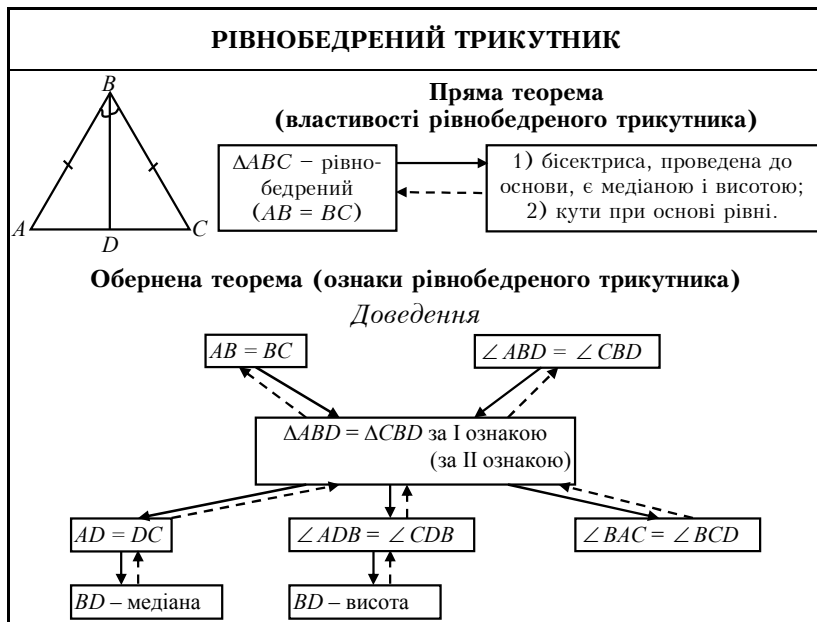 РІВНОБЕДРЕНИЙ ТРИКУТНИК
B
A
D
C
Пряма теорема
(властивості рівнобедреного трикутника)
ΔABC – рівно-
бедрений
(AB = BC)
1) бісектриса, проведена до
основи, є медіаною і висотою;
2) кути при основі рівні.
Обернена теорема (ознаки рівнобедреного трикутника)
Доведення
AB = BC
∠ ABD = ∠ CBD
ΔABD = ΔCBD за I ознакою
(за II ознакою)
AD = DC
∠ ADB = ∠ CDB
∠ BAC = ∠ BCD
BD – медіана
BD – висота